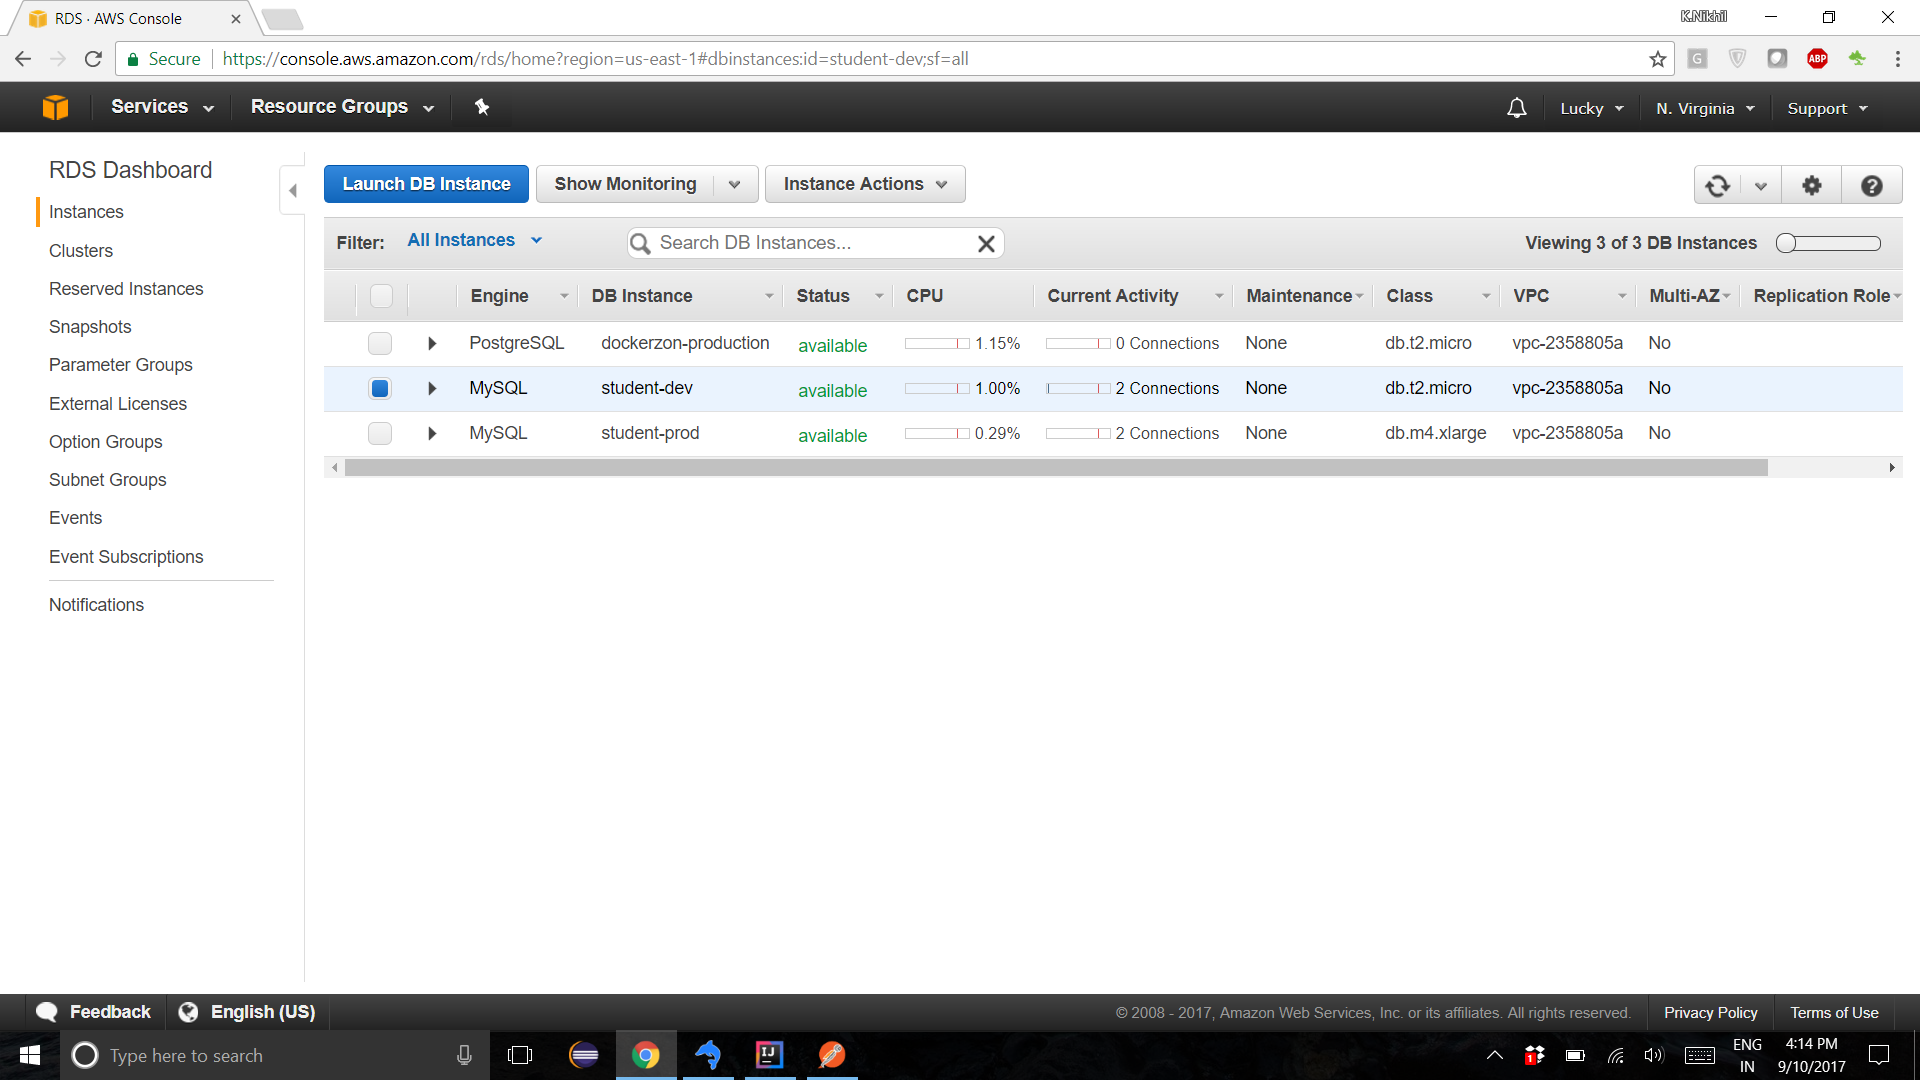 RDS · AWS Console
K.Nikhil
Secure
https://console.aws.amazon.com/rds/home?region=us-east-1#dbinstances:id=student-dev;sf=all
G
ABP
Services
Resource Groups
Lucky
N. Virginia
Support
RDS Dashboard
Instances
Clusters
Reserved Instances
Snapshots
Parameter Groups
External Licenses
Option Groups
Subnet Groups
Events
Event Subscriptions
Notifications
Launch DB Instance
Show Monitoring
Instance Actions
Filter: All Instances
Search DB Instances...
Viewing 3 of 3 DB Instances
Engine DB Instance Status CPU Current Activity Maintenance Class VPC Multi-AZ Replication Role
PostgreSQL dockerzon-production available 1.15% 0 Connections None db.t2.micro vpc-2358805a No
MySQL student-dev available 1.00% 2 Connections None db.t2.micro vpc-2358805a No
MySQL student-prod available 0.29% 2 Connections None db.m4.xlarge vpc-2358805a No
Feedback
English (US)
© 2008 - 2017, Amazon Web Services, Inc. or its affiliates. All rights reserved.
Privacy Policy
Terms of Use
Type here to search
IJ
1
ENG
IN
4:14 PM
9/10/2017